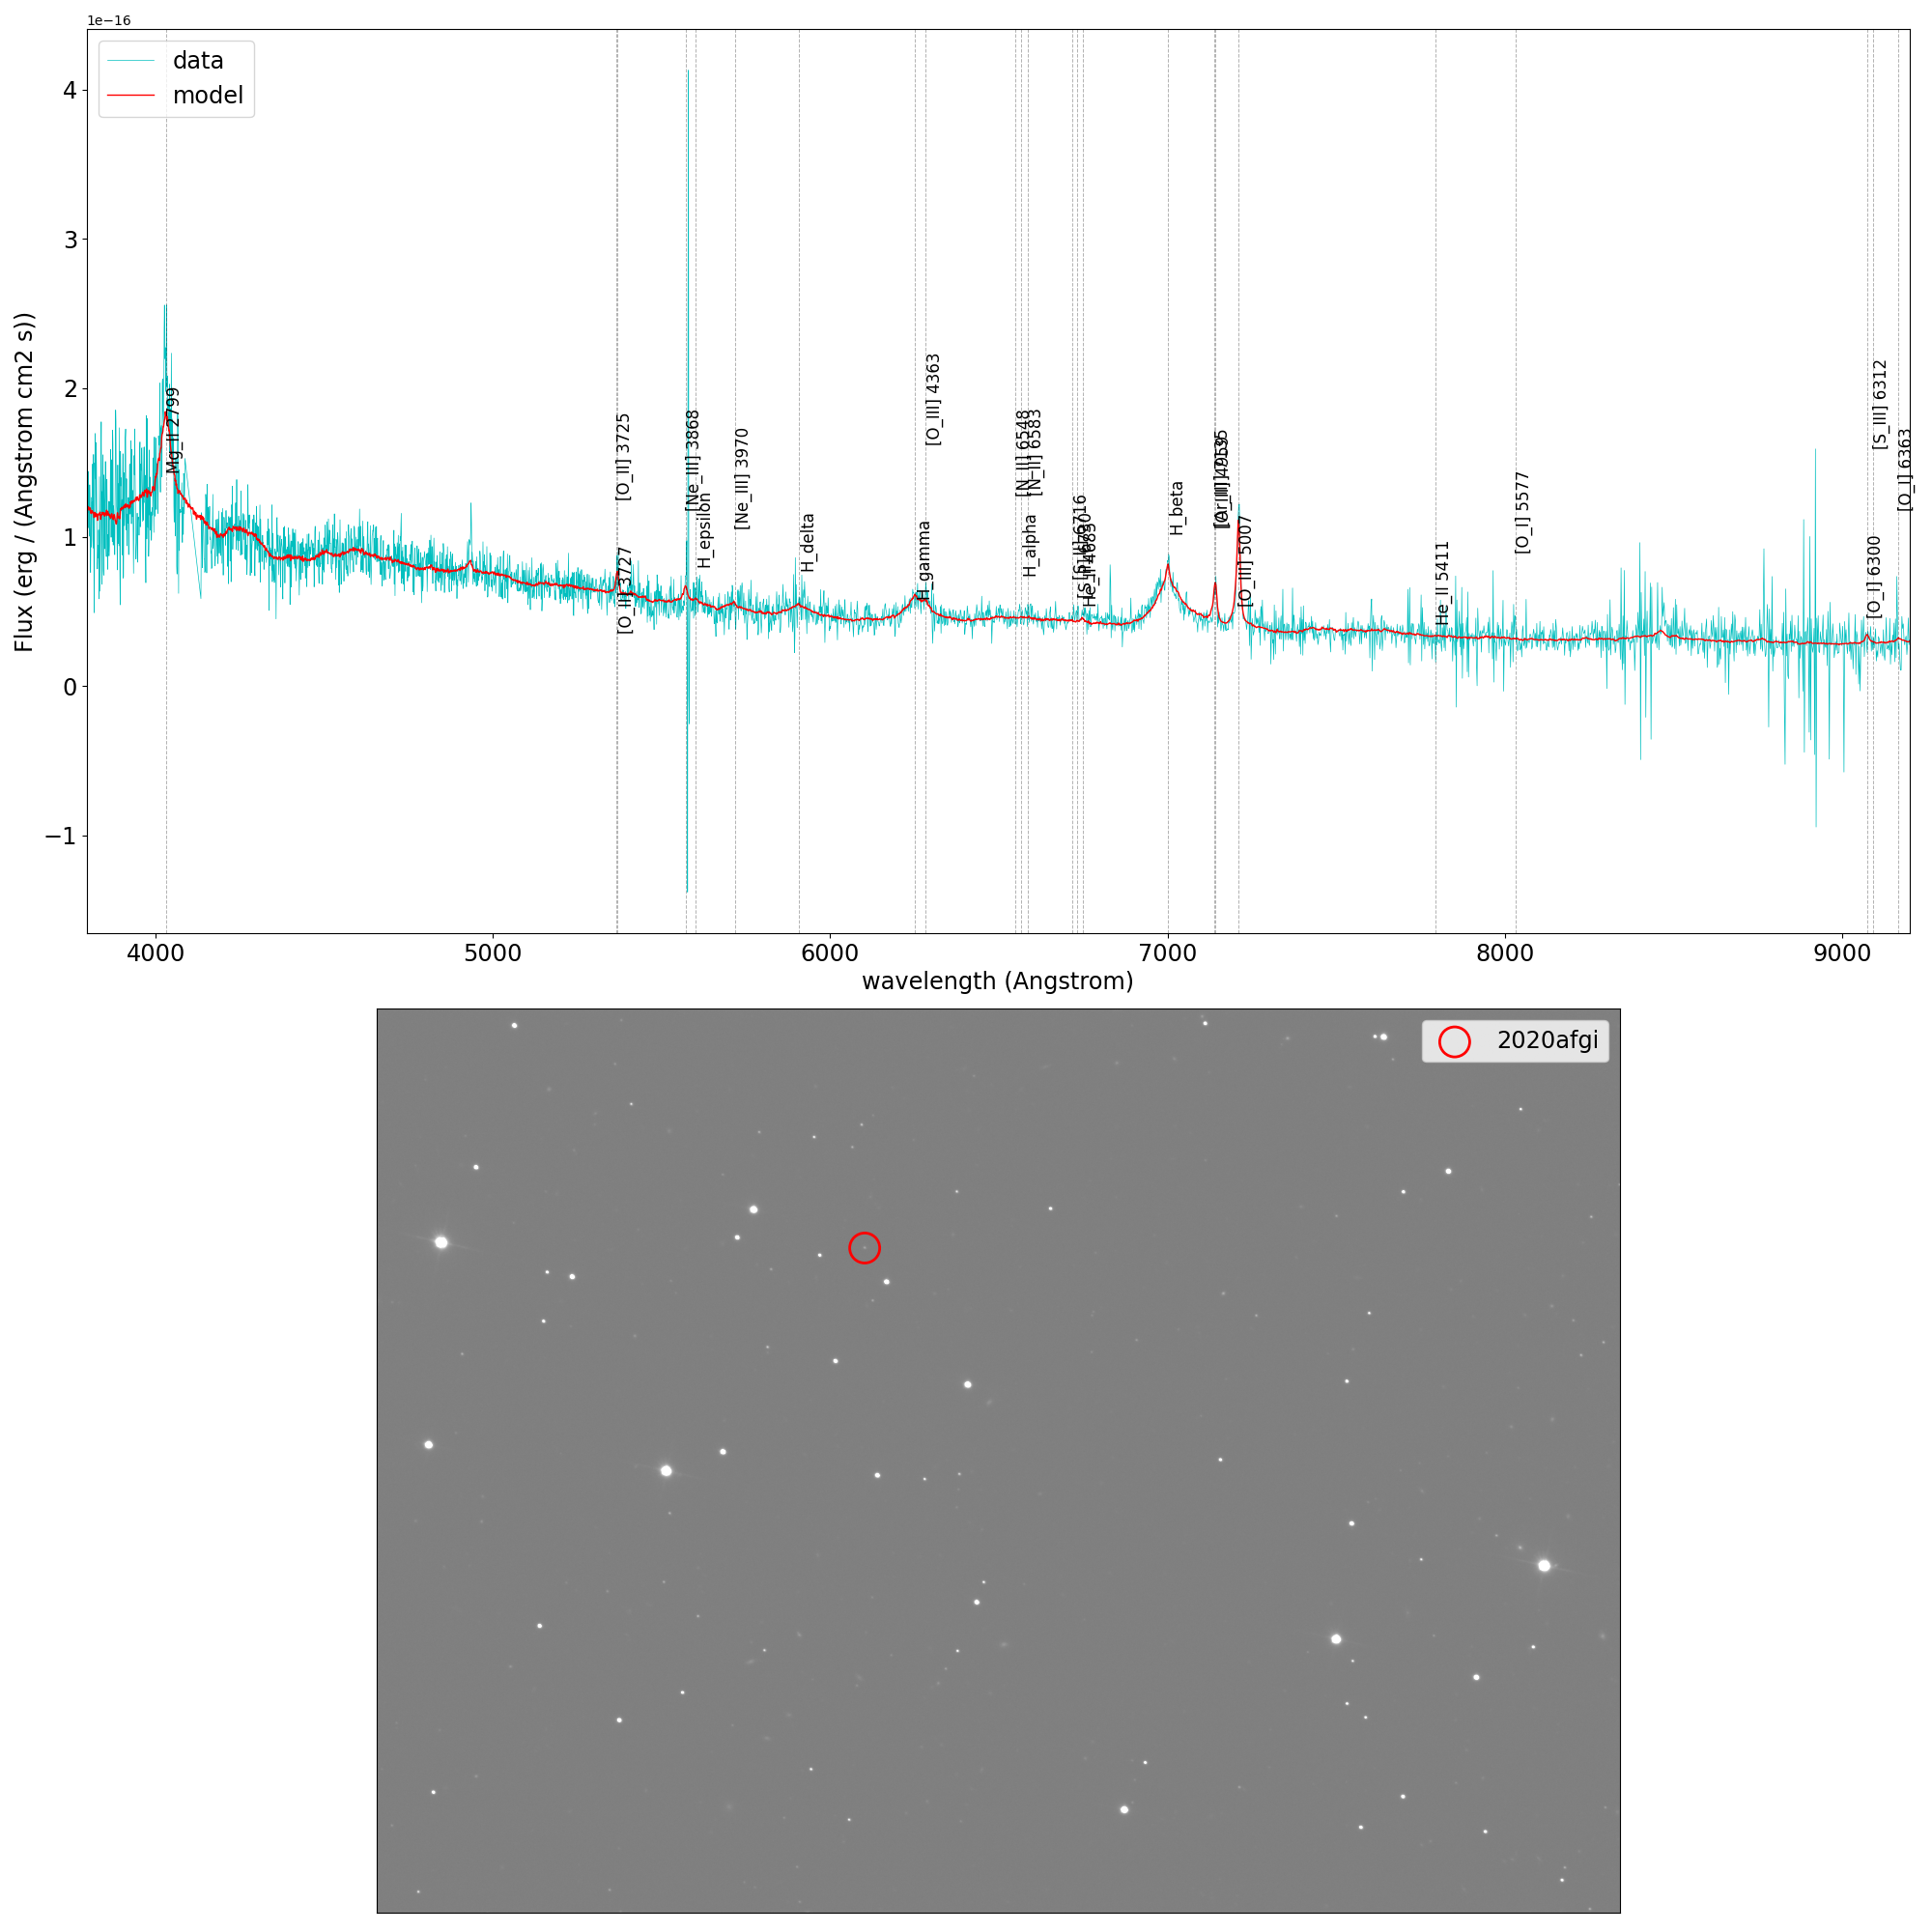 1e−16
data
model
4
3
2
1
0
−1
Flux (erg / (Angstrom cm2 s))
Mg_II 2799
[O_II] 3725
[O_II] 3727
[Ne_III] 3868
H_epsilon
[Ne_III] 3970
H_delta
H_gamma
[O_III] 4363
[N_II] 6548
H_alpha
[N_II] 6583
H_beta
[O_III] 5007
He_II 5411
[O_I] 5577
[O_I] 6300
[S_III] 6312
[O_I] 6363
4000
5000
6000
7000
8000
9000
wavelength (Angstrom)
2020afgi